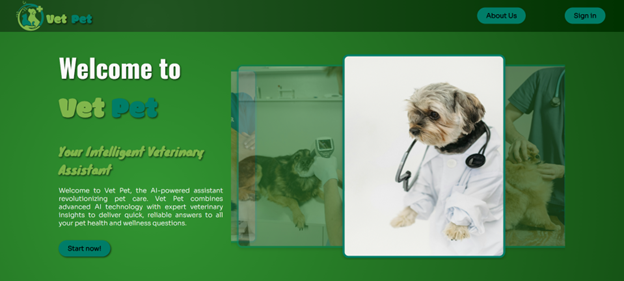 Vet Pet
About Us
Sign In
Welcome to
Vet Pet
Your Intelligent Veterinary
Assistant
Welcome to Vet Pet, the AI-powered assistant
revolutionizing pet care. Vet Pet combines
advanced AI technology with expert veterinary
insights to deliver quick, reliable answers to all
your pet health and wellness questions.
Start now!